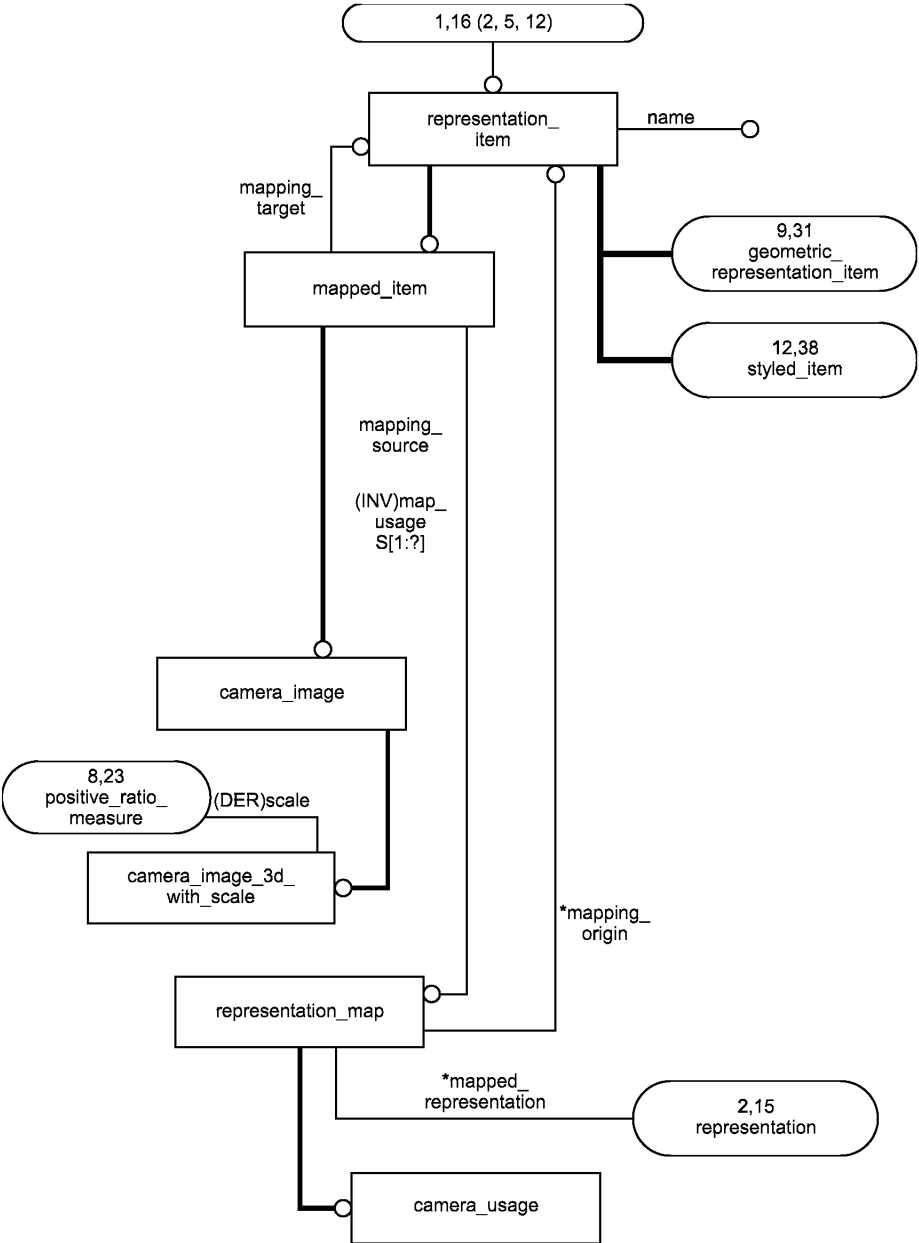 1,16 (2, 5, 12)
representation_
item
name
mapping_
target
9,31
geometric_
representation_item
mapped_item
12,38
styled_item
mapping_
source
(INV)map_
usage
S[1:?]
camera_image
8,23
positive_ratio_
measure
(DER)scale
camera_image_3d_
with_scale
*mapping_
origin
representation_map
*mapped_
representation
2,15
representation
camera_usage